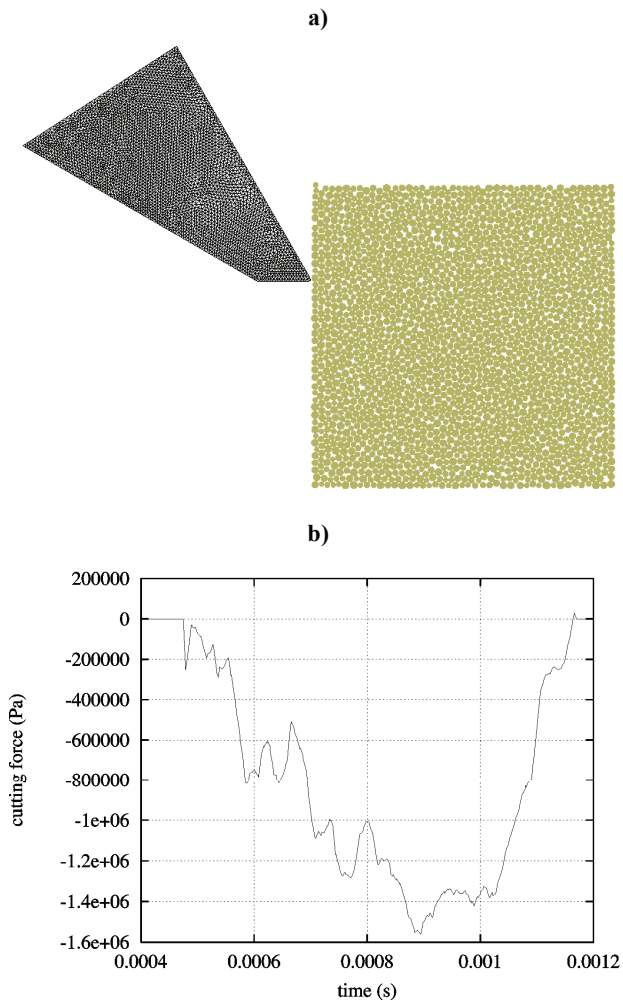 a)
b)
200000
0
-200000
-400000
-600000
-800000
-1e+06
-1.2e+06
-1.4e+06
-1.6e+06
cutting force (Pa)
0.0004 0.0006 0.0008 0.001 0.0012
time (s)